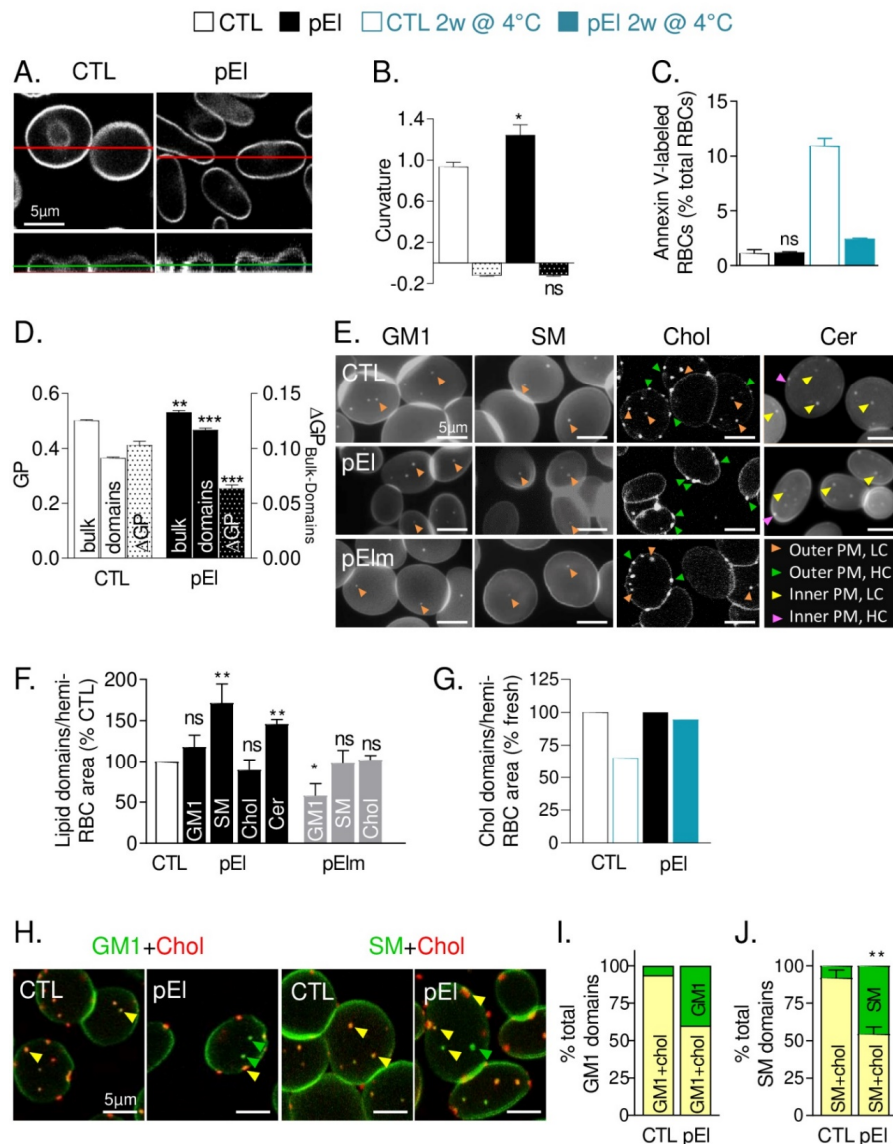 CTL pEl CTL 2w @ 4°C pEl 2w @ 4°C
A.
CTL pEl
5µm
B.
Curvature
1.4
1.0
0.6
0.2
-0.2
*
ns
C.
Annexin V-labeled
RBCs (% total RBCs)
15
10
5
0
ns
D.
GP
0.6
0.4
0.2
0.0
bulk
domains
ΔGP
**
bulk
***
domains
***
ΔGP
0.15
0.10
0.05
0.00
ΔGP Bulk-Domains
CTL pEl
E.
GM1 SM Chol Cer
CTL
5µm
pEl
pElm
Outer PM, LC
Outer PM, HC
Inner PM, LC
Inner PM, HC
F.
Lipid domains/hemi-
RBC area (% CTL)
200
150
100
50
0
ns
GM1
**
SM
ns
Chol
**
Cer
*
GM1
ns
SM
ns
Chol
CTL pEl pElm
G.
Chol domains/hemi-
RBC area (% fresh)
125
100
75
50
25
0
CTL pEl
H.
GM1+Chol SM+Chol
CTL pEl CTL pEl
5µm
I.
% total
GM1 domains
100
75
50
25
0
GM1+chol
GM1
GM1+chol
CTL pEl
J.
% total
SM domains
100
75
50
25
0
**
SM+chol
SM
SM+chol
CTL pEl